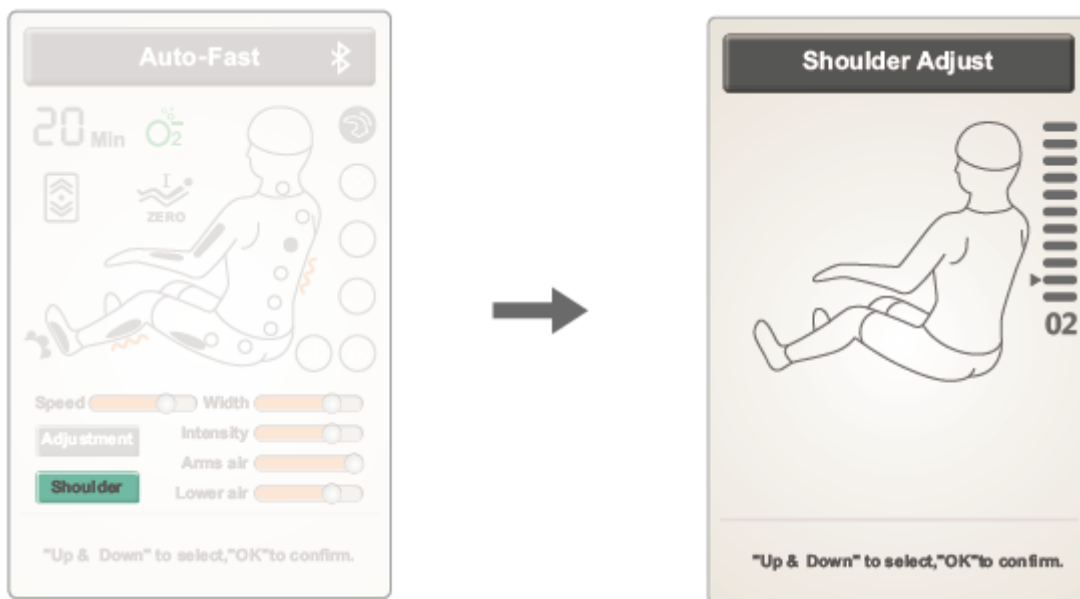 Auto-Fast
20 Min O2
I
ZERO
Speed Width
Adjustment Intensity
Arms air
Shoulder Lower air
"Up & Down" to select,"OK"to confirm.
Shoulder Adjust
02
"Up & Down" to select,"OK"to confirm.